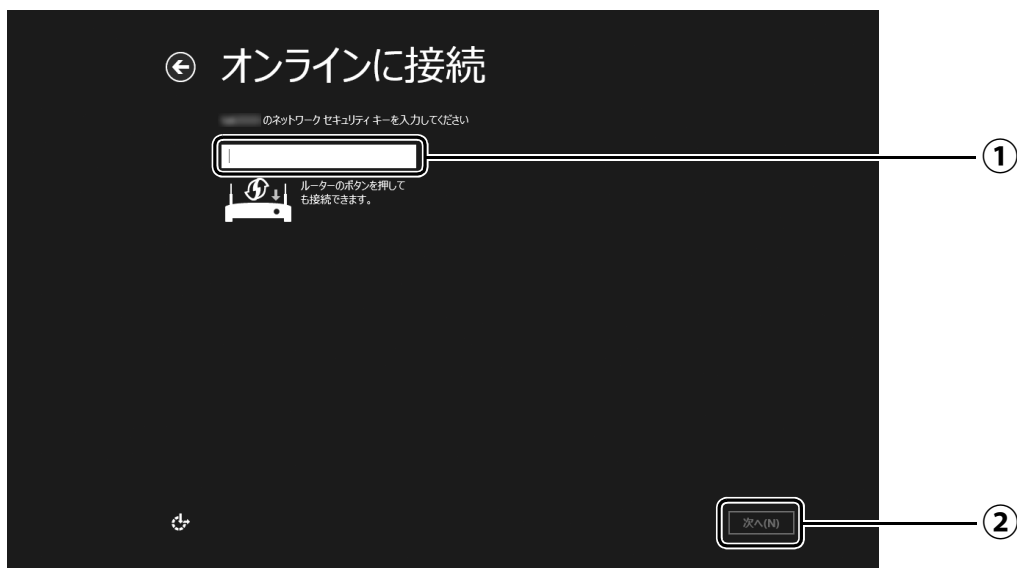 オンラインに接続
のネットワーク セキュリティ キーを入力してください
①
ルーターのボタンを押して
も接続できます。
次へ(N)
②